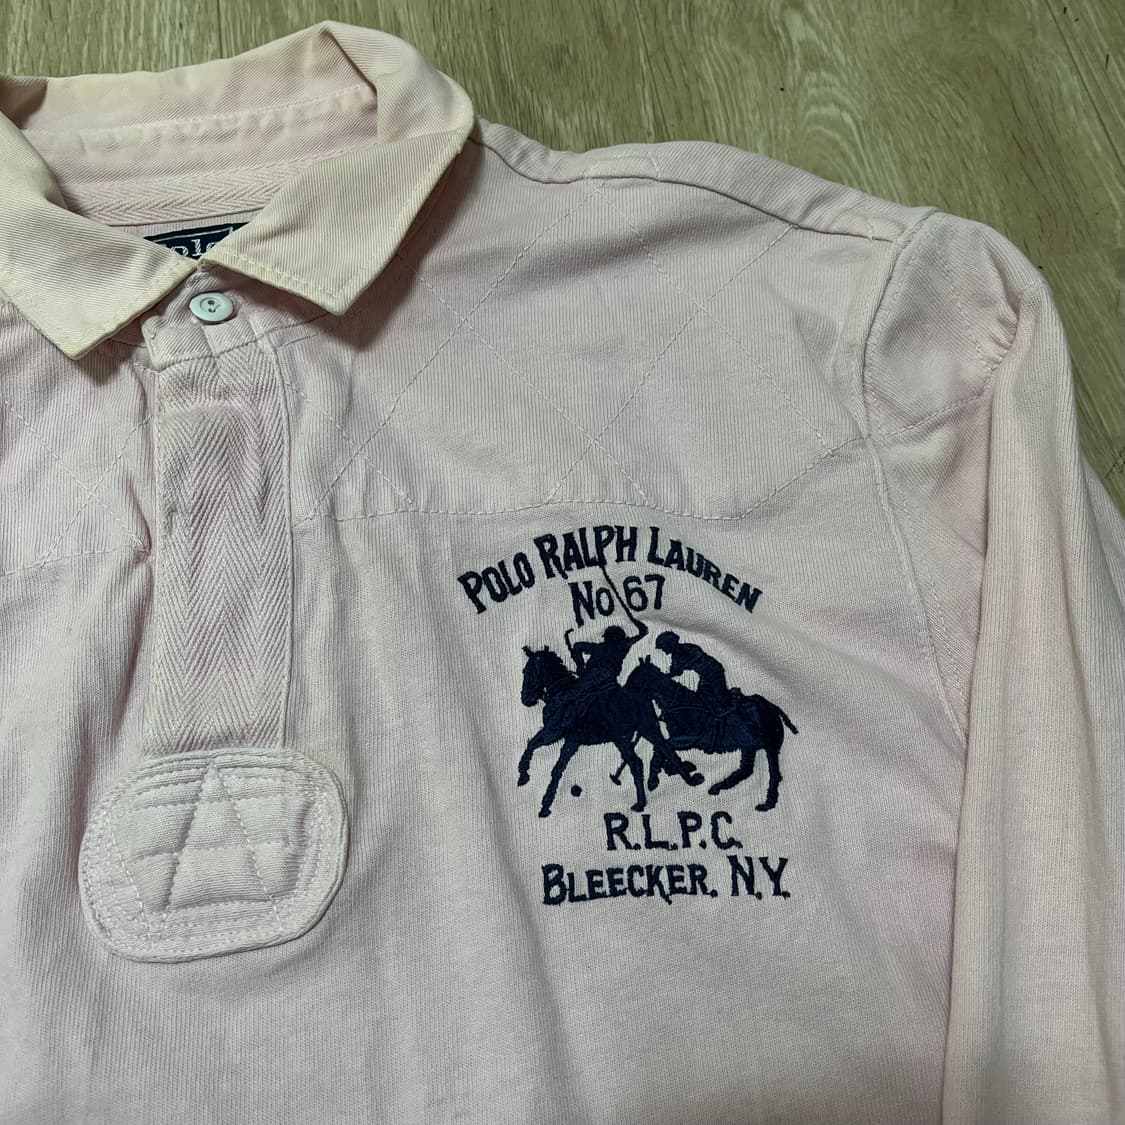 POLO RALPH LAUREN
No 67
R.L.P.C.
BLEECKER. N.Y.